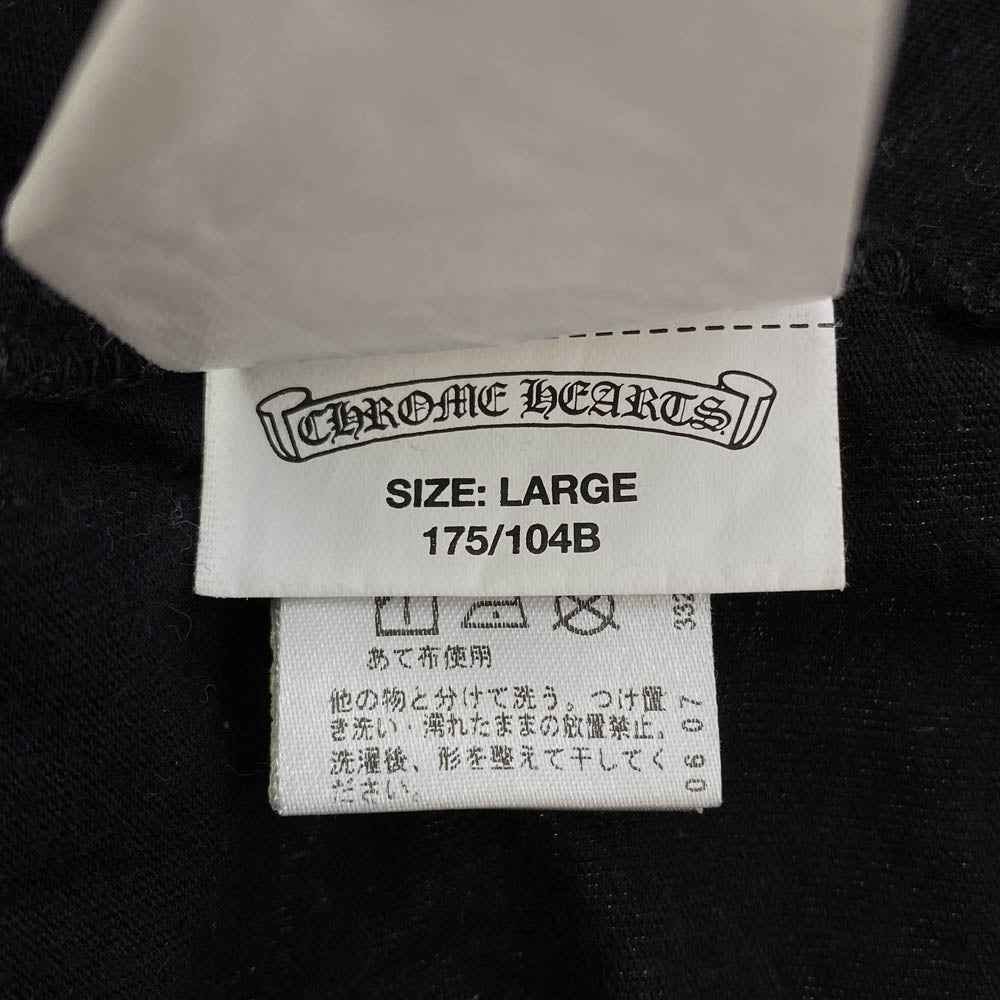 CHROME HEARTS
SIZE: LARGE
175/104B
あて布使用
他の物と分けて洗う。つけ置
き洗い・濡れたままの放置禁止。
洗濯後、形を整えて干してく
ださい。
06 07